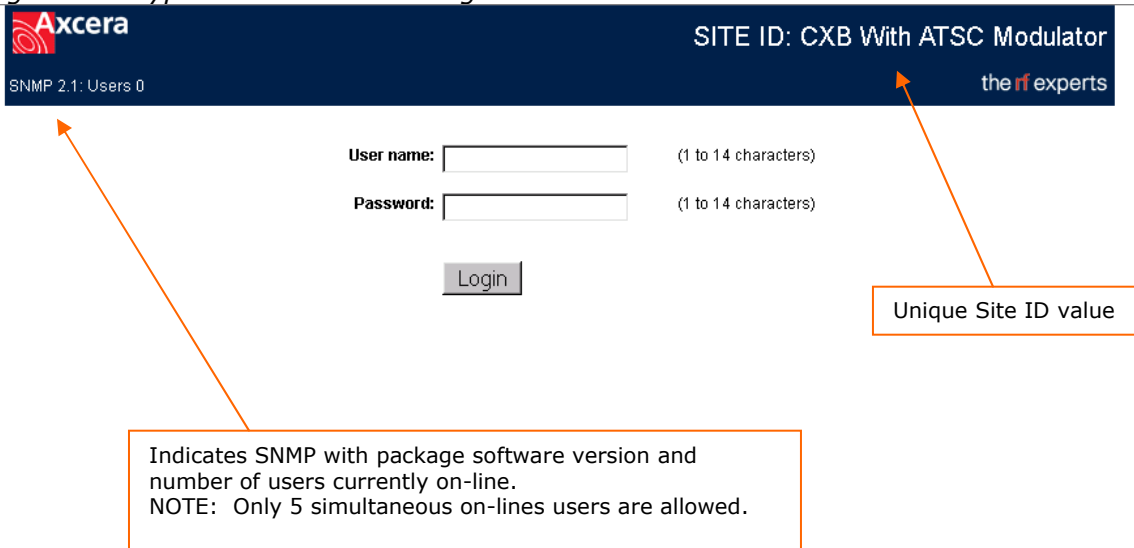 Axcera
SITE ID: CXB With ATSC Modulator
SNMP 2.1: Users 0
the rf experts
User name: (1 to 14 characters)
Password: (1 to 14 characters)
Login
Unique Site ID value
Indicates SNMP with package software version and
number of users currently on-line.
NOTE: Only 5 simultaneous on-lines users are allowed.